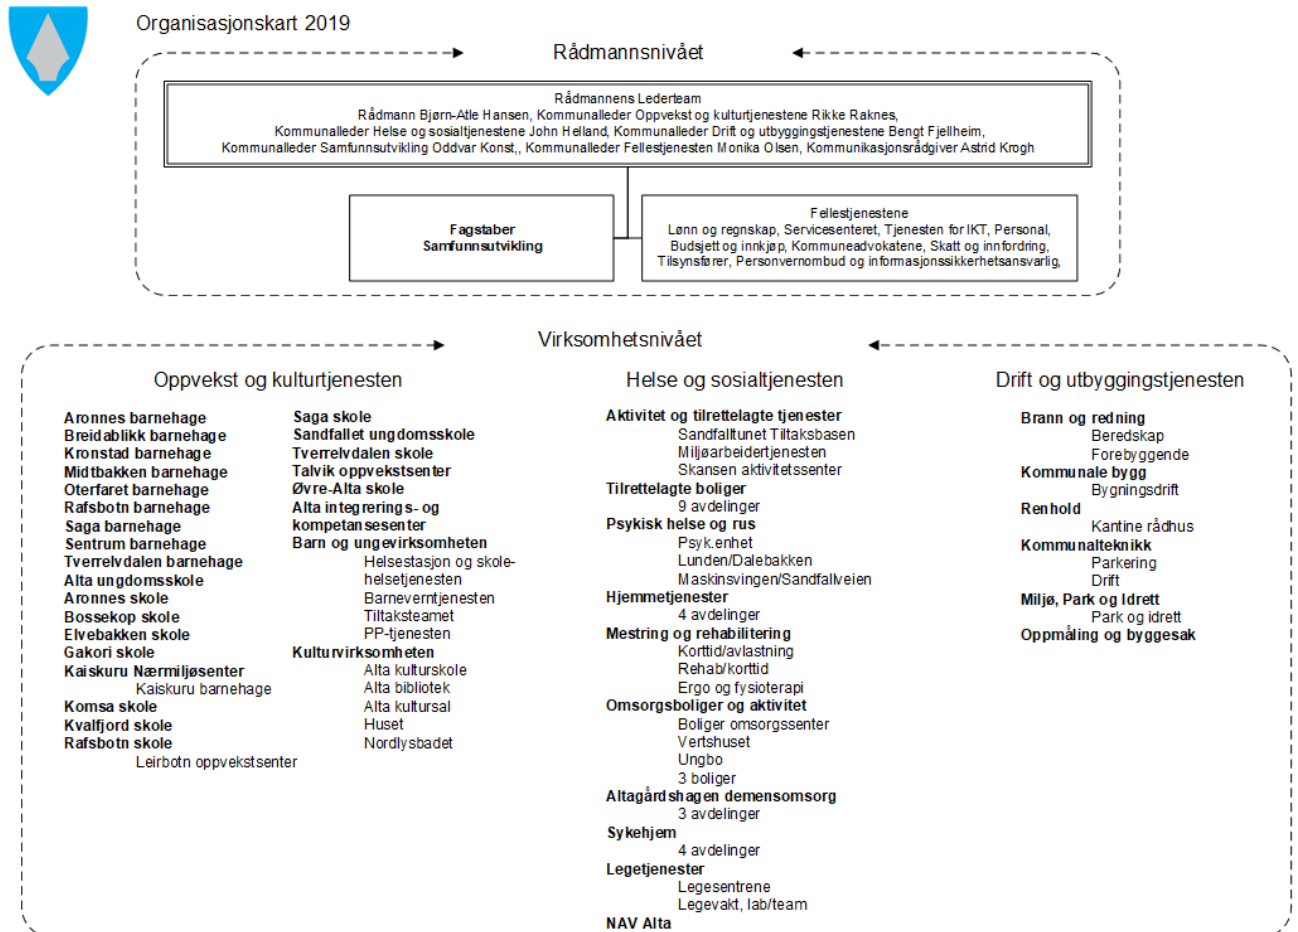 Organisasjonskart 2019
Rådmannsnivået
Rådmannens Lederteam
Rådmann Bjørn-Atle Hansen, Kommunalleder Oppvekst og kulturtjenestene Rikke Raknes,
Kommunalleder Helse og sosialtjenestene John Helland, Kommunalleder Drift og utbyggingstjenestene Bengt Fjellheim,
Kommunalleder Samfunnsutvikling Oddvar Konst,, Kommunalleder Fellestjenesten Monika Olsen, Kommunikasjonsrådgiver Astrid Krogh
Fagstaber
Samfunnsutvikling
Fellestjenestene
Lønn og regnskap, Servicesenteret, Tjenesten for IKT, Personal,
Budsjett og innkjøp, Kommuneadvokatene, Skatt og innfordring,
Tilsynsfører, Personvernombud og informasjonssikkerhetsansvarlig,
Virksomhetsnivået
Oppvekst og kulturtjenesten
Aronnes barnehage
Breidablikk barnehage
Kronstad barnehage
Midtbakken barnehage
Oterfaret barnehage
Rafsbotn barnehage
Saga barnehage
Sentrum barnehage
Tverrelvdalen barnehage
Alta ungdomsskole
Aronnes skole
Bossekop skole
Elvebakken skole
Gakori skole
Kaiskuru Nærmiljøsenter
Kaiskuru barnehage
Komsa skole
Kvalfjord skole
Rafsbotn skole
Leirbotn oppvekstsenter
Saga skole
Sandfallet ungdomsskole
Tverrelvdalen skole
Talvik oppvekstsenter
Øvre-Alta skole
Alta integrerings- og
kompetansesenter
Barn og ungevirksomheten
Helsestasjon og skole-
helsetjenesten
Barneverntjenesten
Tiltaksteamet
PP-tjenesten
Kulturvirksomheten
Alta kulturskole
Alta bibliotek
Alta kultursal
Huset
Nordlysbadet
Helse og sosialtjenesten
Aktivitet og tilrettelagte tjenester
Sandfalltunet Tiltaksbasen
Miljøarbeidertjenesten
Skansen aktivitetssenter
Tilrettelagte boliger
9 avdelinger
Psykisk helse og rus
Psyk.enhet
Lunden/Dalebakken
Maskinsvingen/Sandfallveien
Hjemmetjenester
4 avdelinger
Mestring og rehabilitering
Korttid/avlastning
Rehab/korttid
Ergo og fysioterapi
Omsorgsboliger og aktivitet
Boliger omsorgssenter
Vertshuset
Ungbo
3 boliger
Altagårdshagen demensomsorg
3 avdelinger
Sykehjem
4 avdelinger
Legetjenester
Legesentrene
Legevakt, lab/team
NAV Alta
Drift og utbyggingstjenesten
Brann og redning
Beredskap
Forebyggende
Kommunale bygg
Bygningsdrift
Renhold
Kantine rådhus
Kommunalteknikk
Parkering
Drift
Miljø, Park og Idrett
Park og idrett
Oppmåling og byggesak